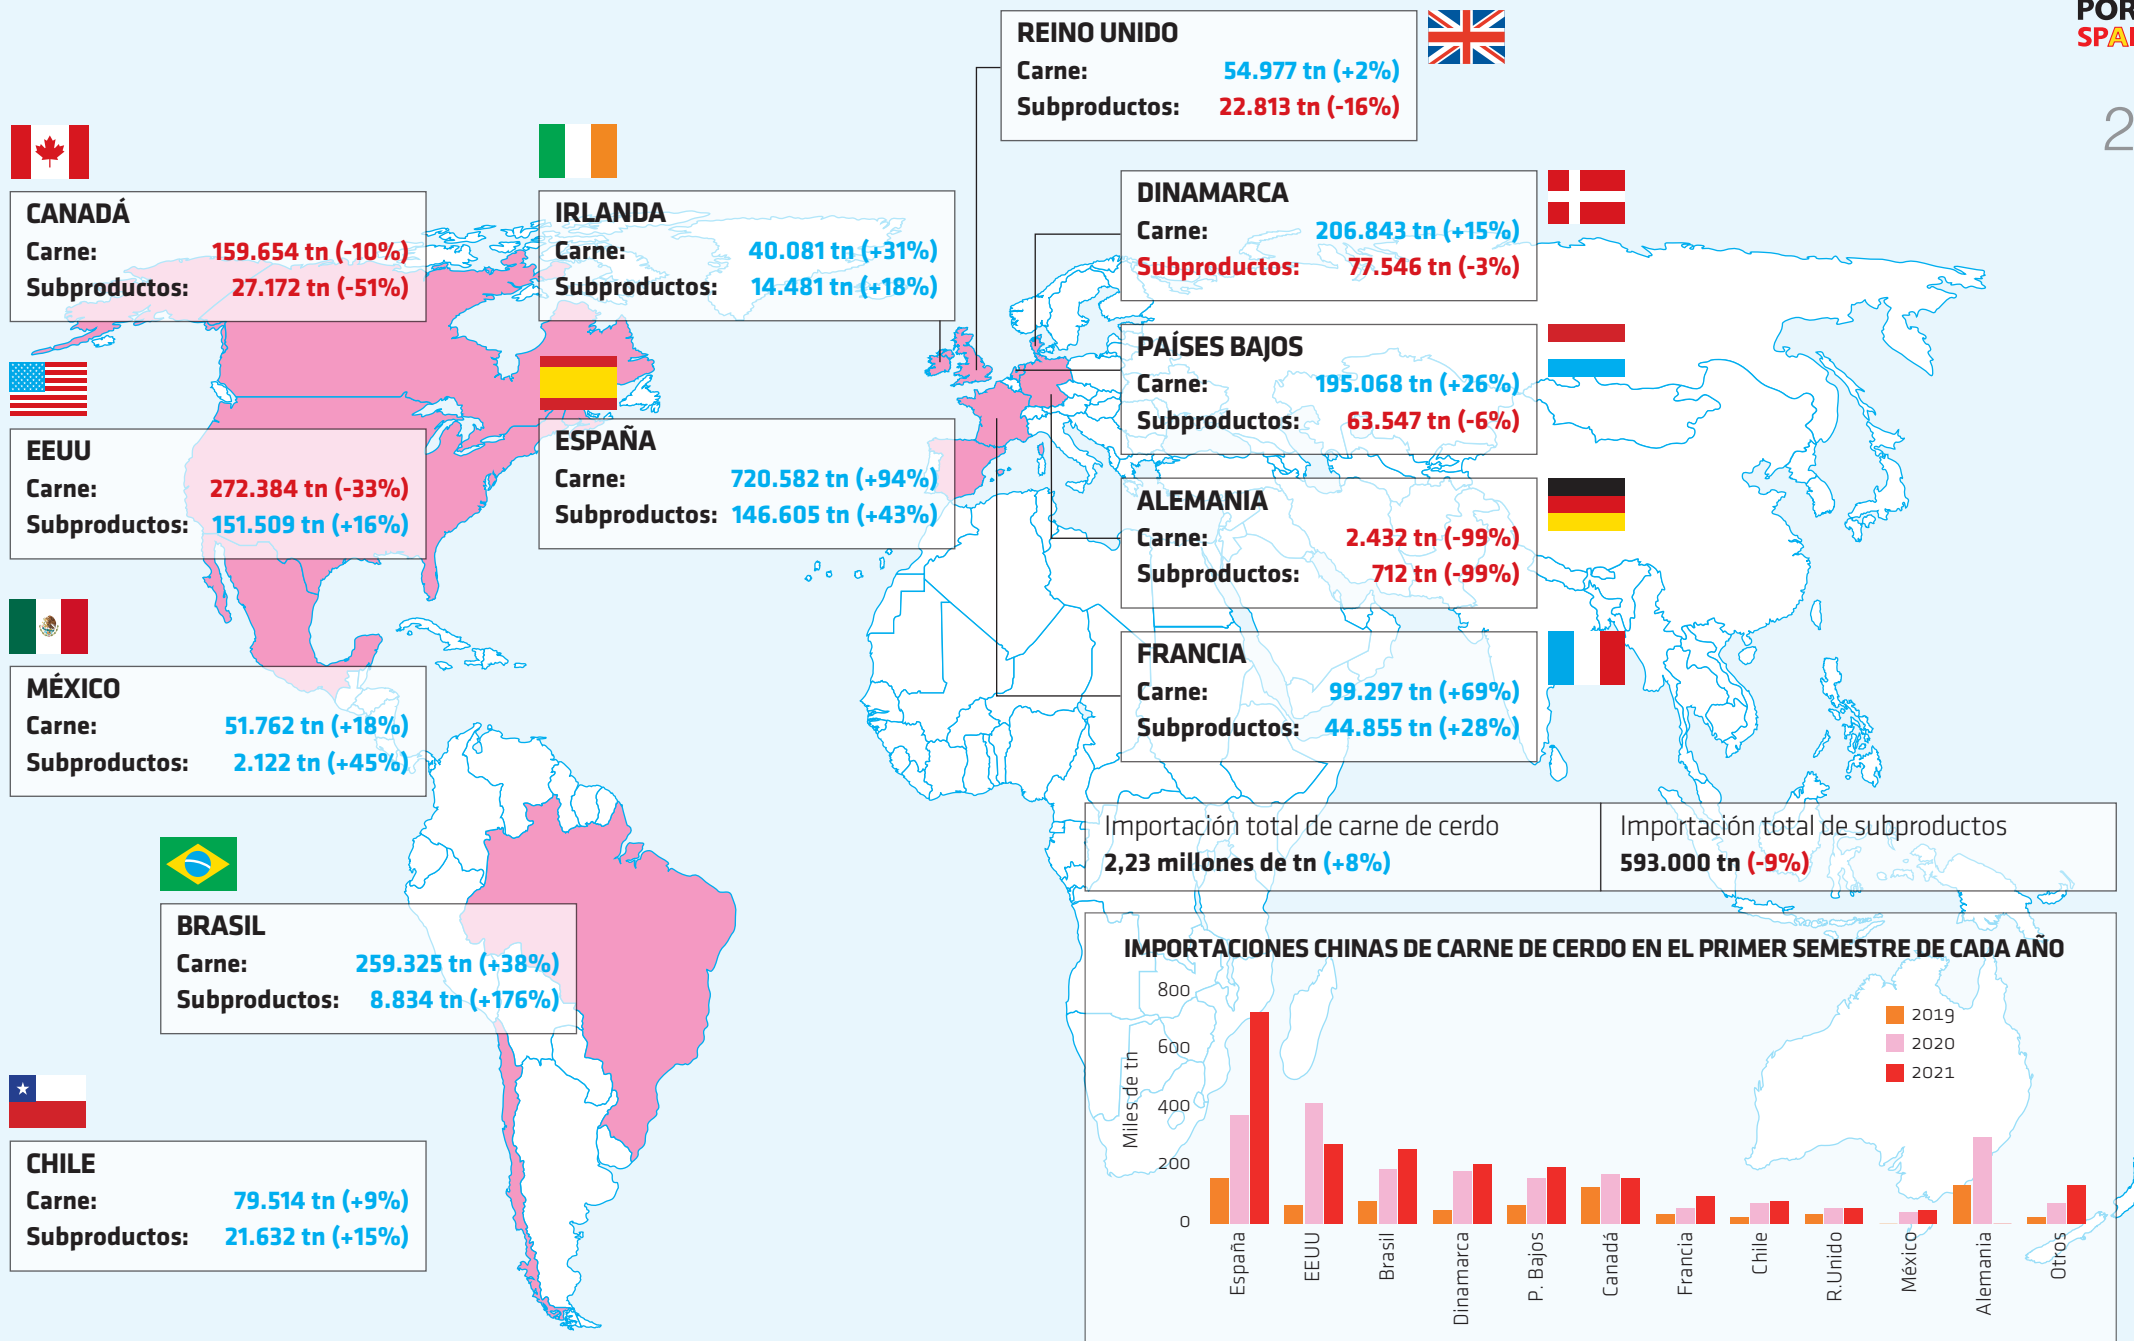 POR
SPA
2
REINO UNIDO
Carne: 54.977 tn (+2%)
Subproductos: 22.813 tn (-16%)
CANADÁ
Carne: 159.654 tn (-10%)
Subproductos: 27.172 tn (-51%)
IRLANDA
Carne: 40.081 tn (+31%)
Subproductos: 14.481 tn (+18%)
DINAMARCA
Carne: 206.843 tn (+15%)
Subproductos: 77.546 tn (-3%)
PAÍSES BAJOS
Carne: 195.068 tn (+26%)
Subproductos: 63.547 tn (-6%)
EEUU
Carne: 272.384 tn (-33%)
Subproductos: 151.509 tn (+16%)
ESPAÑA
Carne: 720.582 tn (+94%)
Subproductos: 146.605 tn (+43%)
ALEMANIA
Carne: 2.432 tn (-99%)
Subproductos: 712 tn (-99%)
FRANCIA
Carne: 99.297 tn (+69%)
Subproductos: 44.855 tn (+28%)
MÉXICO
Carne: 51.762 tn (+18%)
Subproductos: 2.122 tn (+45%)
BRASIL
Carne: 259.325 tn (+38%)
Subproductos: 8.834 tn (+176%)
CHILE
Carne: 79.514 tn (+9%)
Subproductos: 21.632 tn (+15%)
Importación total de carne de cerdo
2,23 millones de tn (+8%)
Importación total de subproductos
593.000 tn (-9%)
IMPORTACIONES CHINAS DE CARNE DE CERDO EN EL PRIMER SEMESTRE DE CADA AÑO
Miles de tn
800
600
400
200
0
2019
2020
2021
España
EEUU
Brasil
Dinamarca
P. Bajos
Canadá
Francia
Chile
R.Unido
México
Alemania
Otros